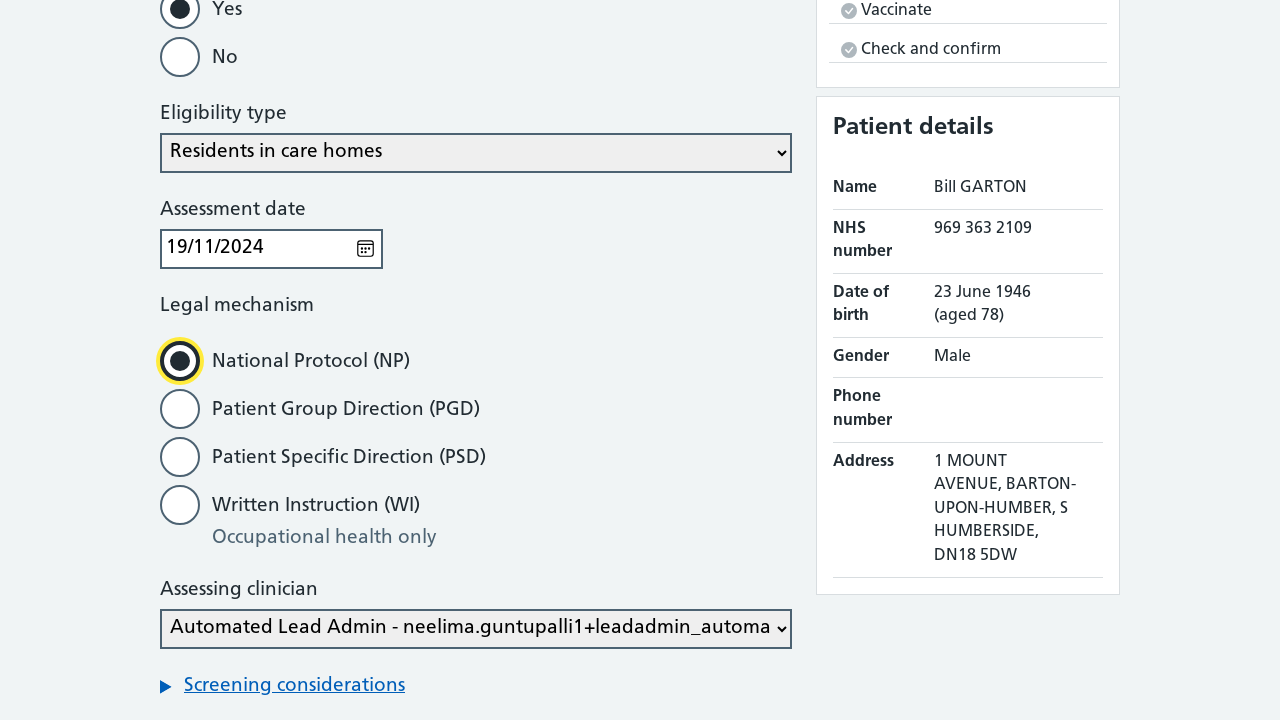 Yes
No
Eligibility type
Residents in care homes
Assessment date
19/11/2024
Legal mechanism
National Protocol (NP)
Patient Group Direction (PGD)
Patient Specific Direction (PSD)
Written Instruction (WI)
Occupational health only
Assessing clinician
Automated Lead Admin - neelima.guntupalli1+leadadmin_automa
Screening considerations
Vaccinate
Check and confirm
Patient details
Name Bill GARTON
NHS number 969 363 2109
Date of birth 23 June 1946 (aged 78)
Gender Male
Phone number
Address 1 MOUNT
AVENUE, BARTON-
UPON-HUMBER, S
HUMBERSIDE,
DN18 5DW